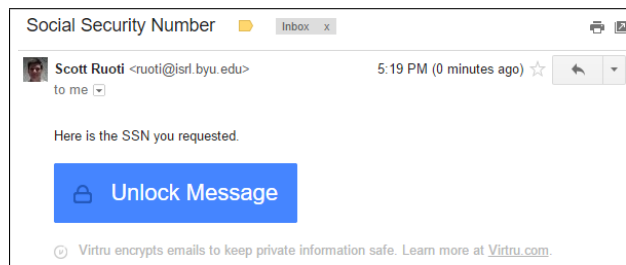 Social Security Number
Inbox x
Scott Ruoti <ruoti@isrl.byu.edu>
5:19 PM (0 minutes ago)
to me
Here is the SSN you requested.
Unlock Message
Virtru encrypts emails to keep private information safe. Learn more at Virtru.com.